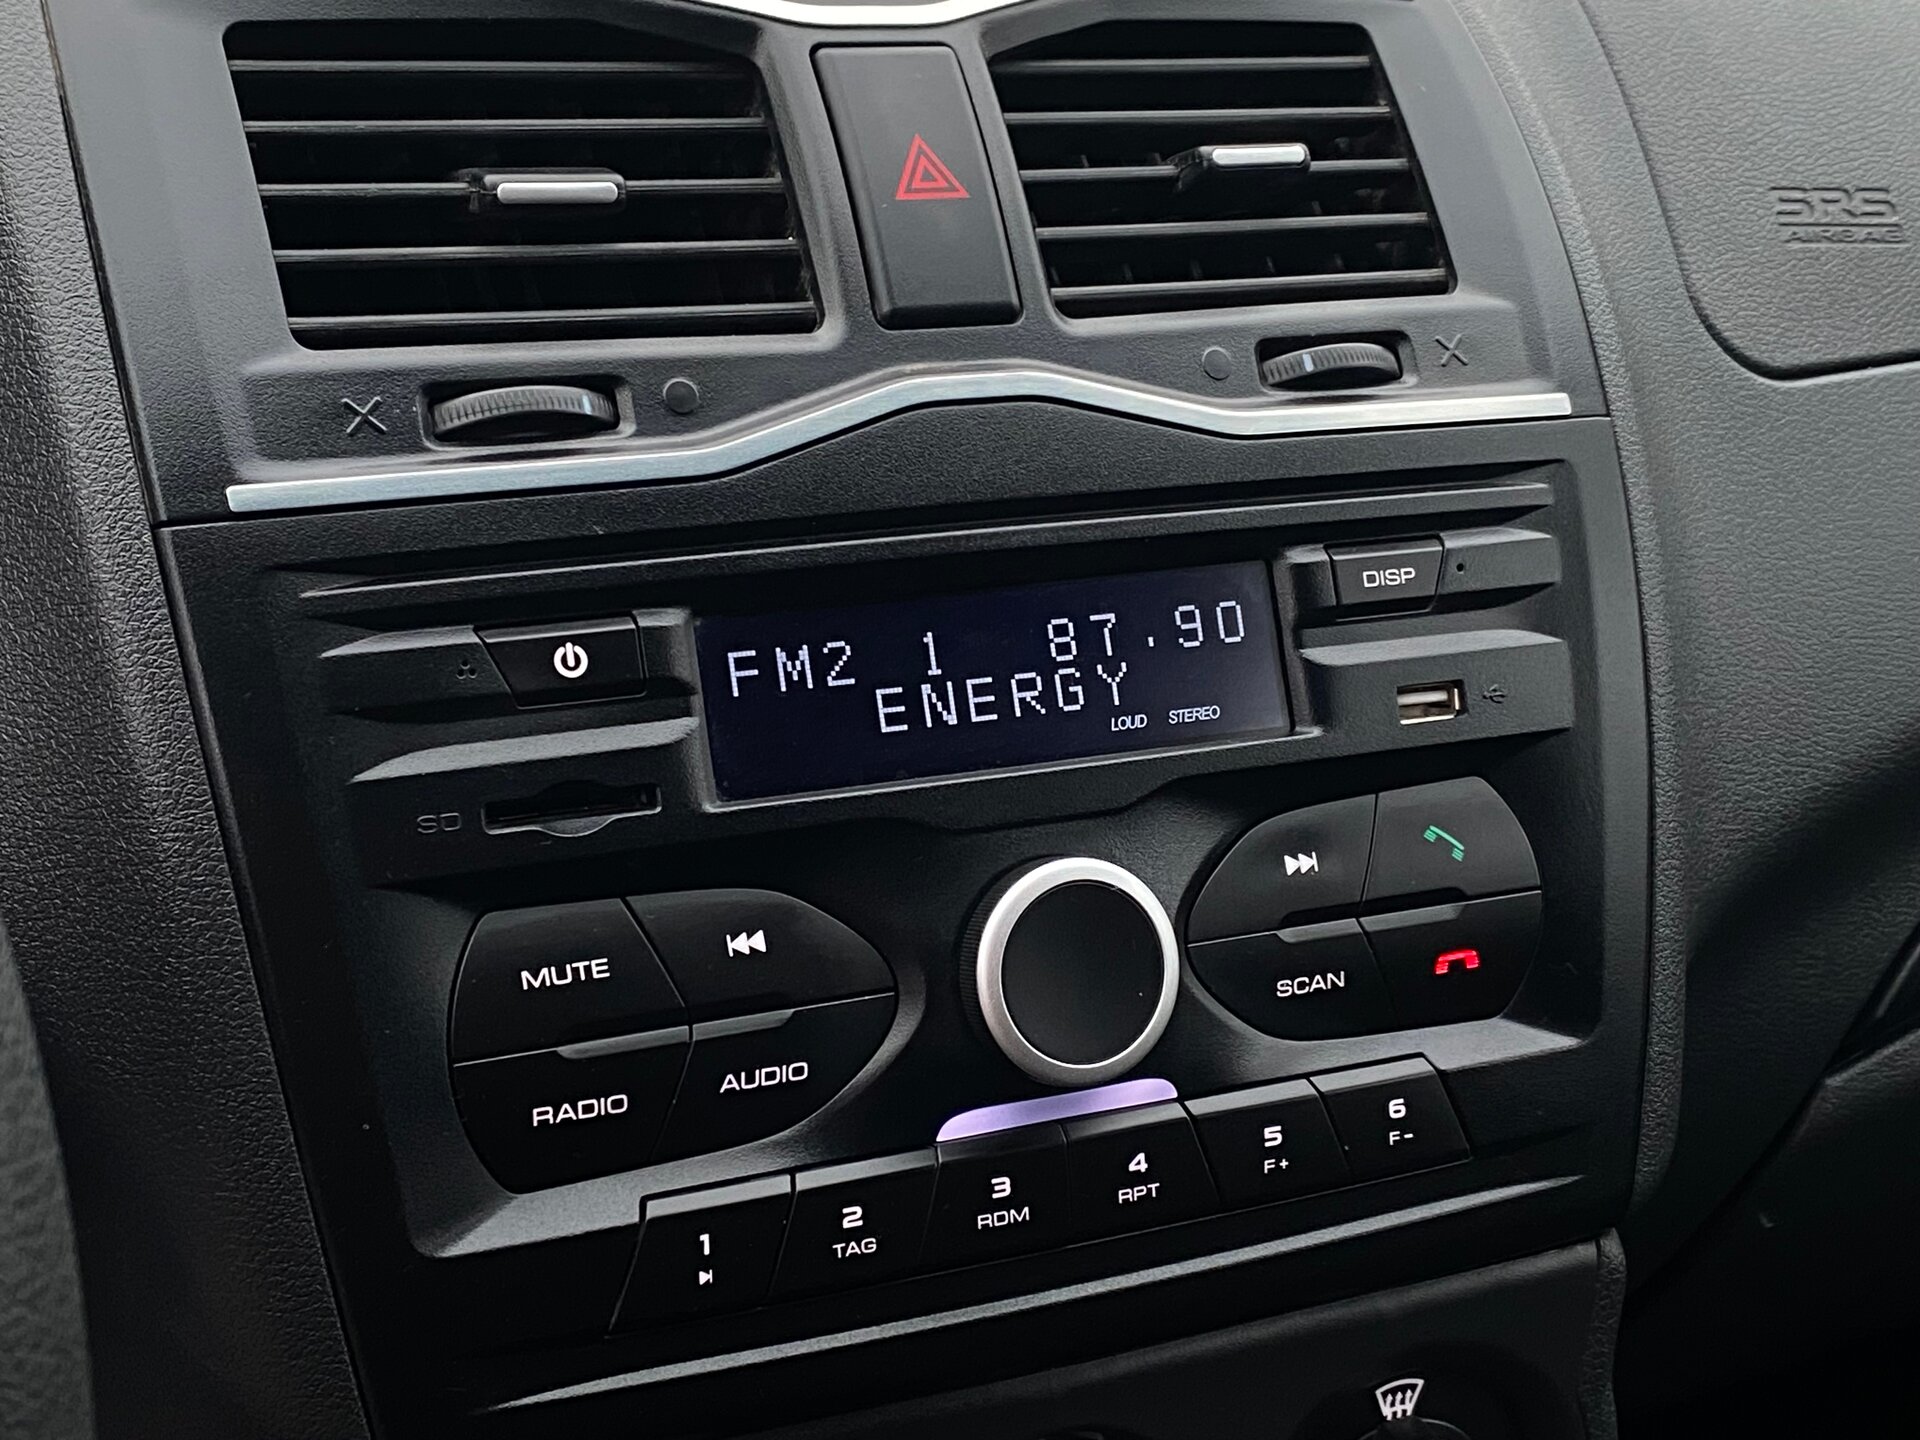 SRS
AIRBAG
DISP
FM2 1 87.90
ENERGY
LOUD STEREO
SD
MUTE
SCAN
RADIO
AUDIO
1
2
TAG
3
RDM
4
RPT
5
F+
6
F-